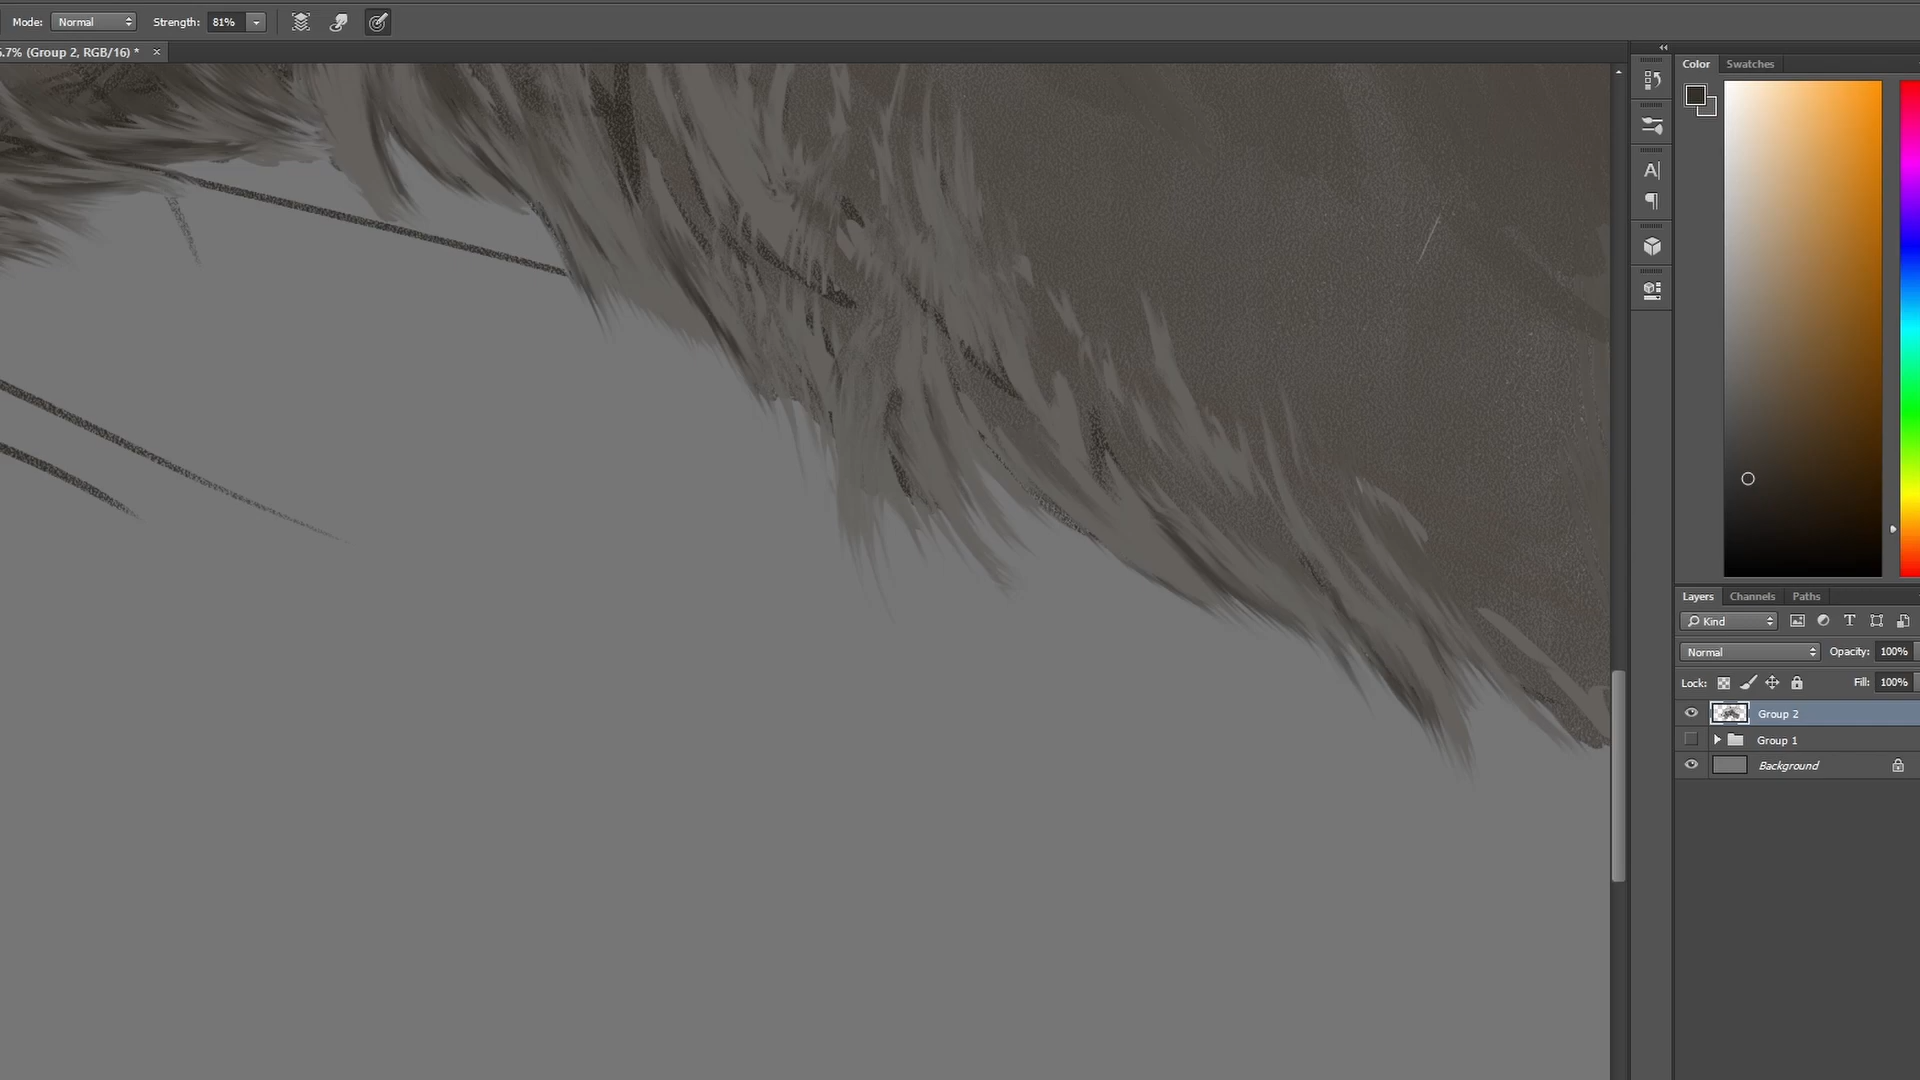 Mode: Normal Strength: 81%
6.7% (Group 2, RGB/16) *
Color Swatches
A
Layers Channels Paths
Kind T
Normal Opacity: 100%
Lock: Fill: 100%
Group 2
Group 1
Background